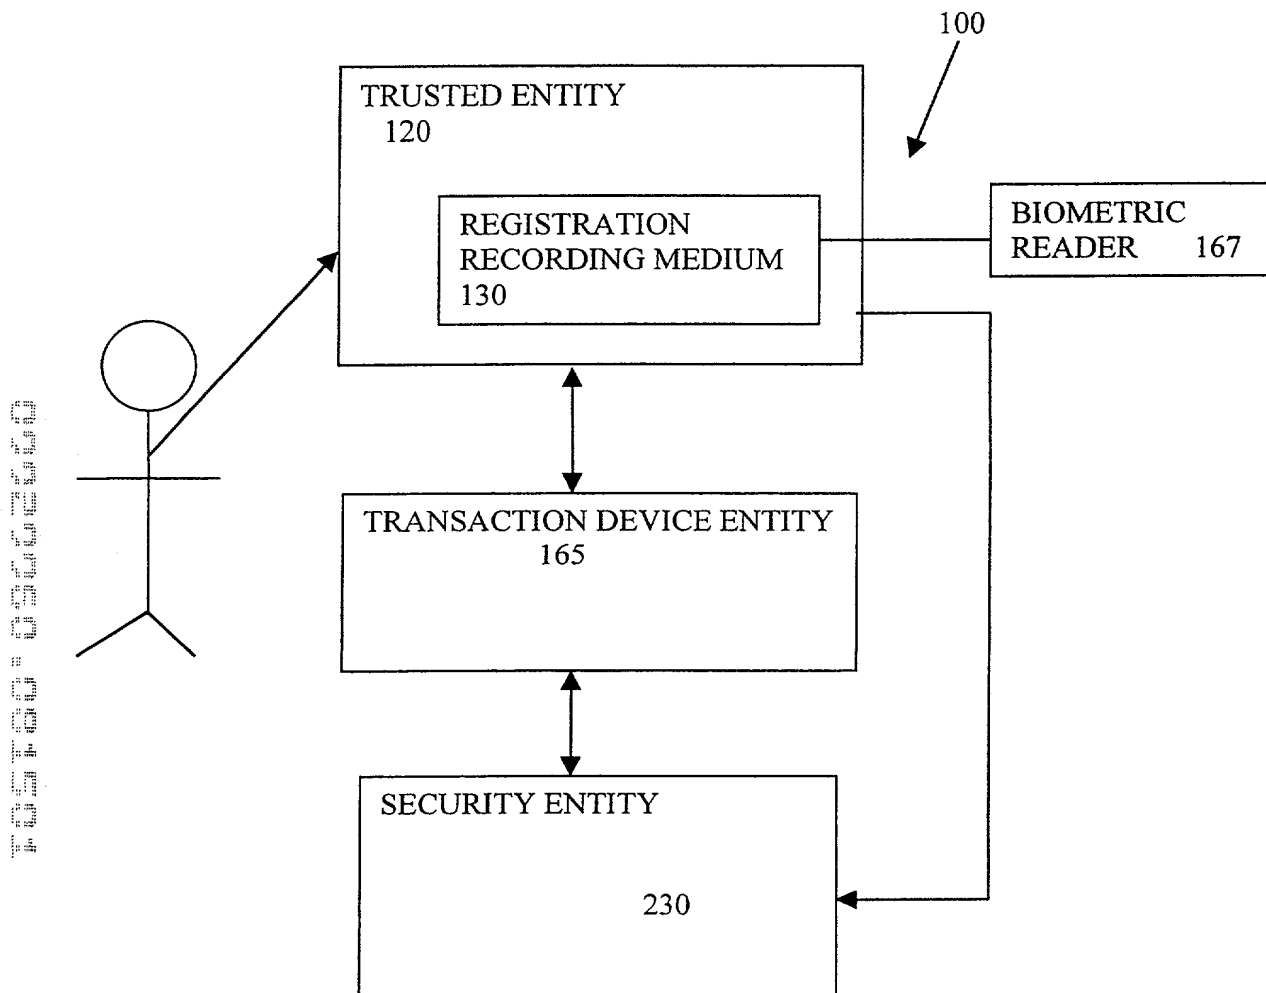 100
TRUSTED ENTITY
120
REGISTRATION
RECORDING MEDIUM
130
BIOMETRIC
READER 167
TRANSACTION DEVICE ENTITY
165
SECURITY ENTITY
230